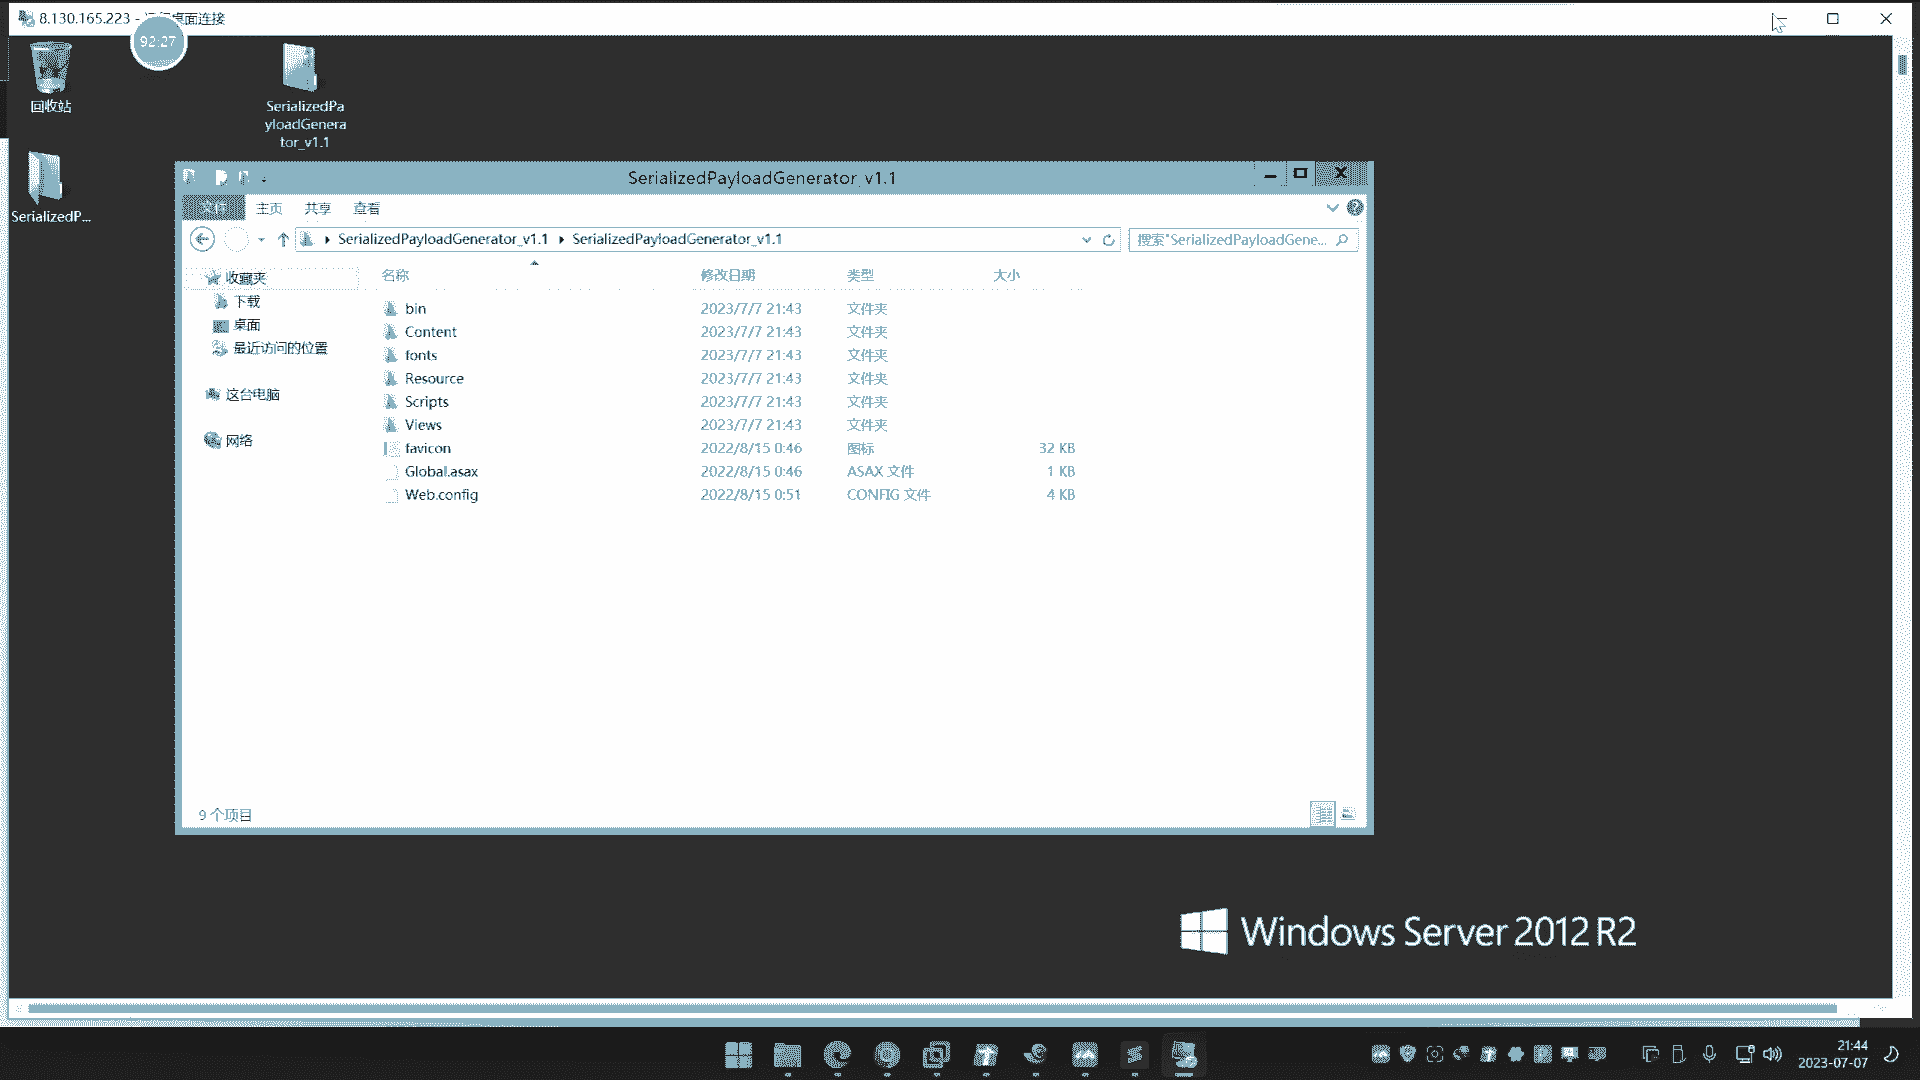 8.130.165.223 - 远程桌面连接
92:27
回收站
SerializedPa
yloadGenera
tor_v1.1
SerializedP...
SerializedPayloadGenerator_v1.1
文件 主页 共享 查看
SerializedPayloadGenerator_v1.1 SerializedPayloadGenerator_v1.1
搜索"SerializedPayloadGene...
名称 修改日期 类型 大小
收藏夹
下载
桌面
最近访问的位置
这台电脑
网络
bin 2023/7/7 21:43 文件夹
Content 2023/7/7 21:43 文件夹
fonts 2023/7/7 21:43 文件夹
Resource 2023/7/7 21:43 文件夹
Scripts 2023/7/7 21:43 文件夹
Views 2023/7/7 21:43 文件夹
favicon 2022/8/15 0:46 图标 32 KB
Global.asax 2022/8/15 0:46 ASAX 文件 1 KB
Web.config 2022/8/15 0:51 CONFIG 文件 4 KB
9 个项目
Windows Server 2012 R2
21:44
2023-07-07